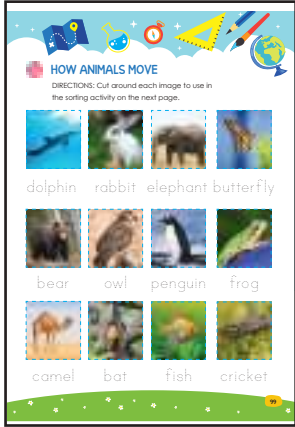 HOW ANIMALS MOVE
DIRECTIONS: Cut around each image to use in
the sorting activity on the next page.
dolphin rabbit elephant butterfly
bear owl penguin frog
camel bat fish cricket
99